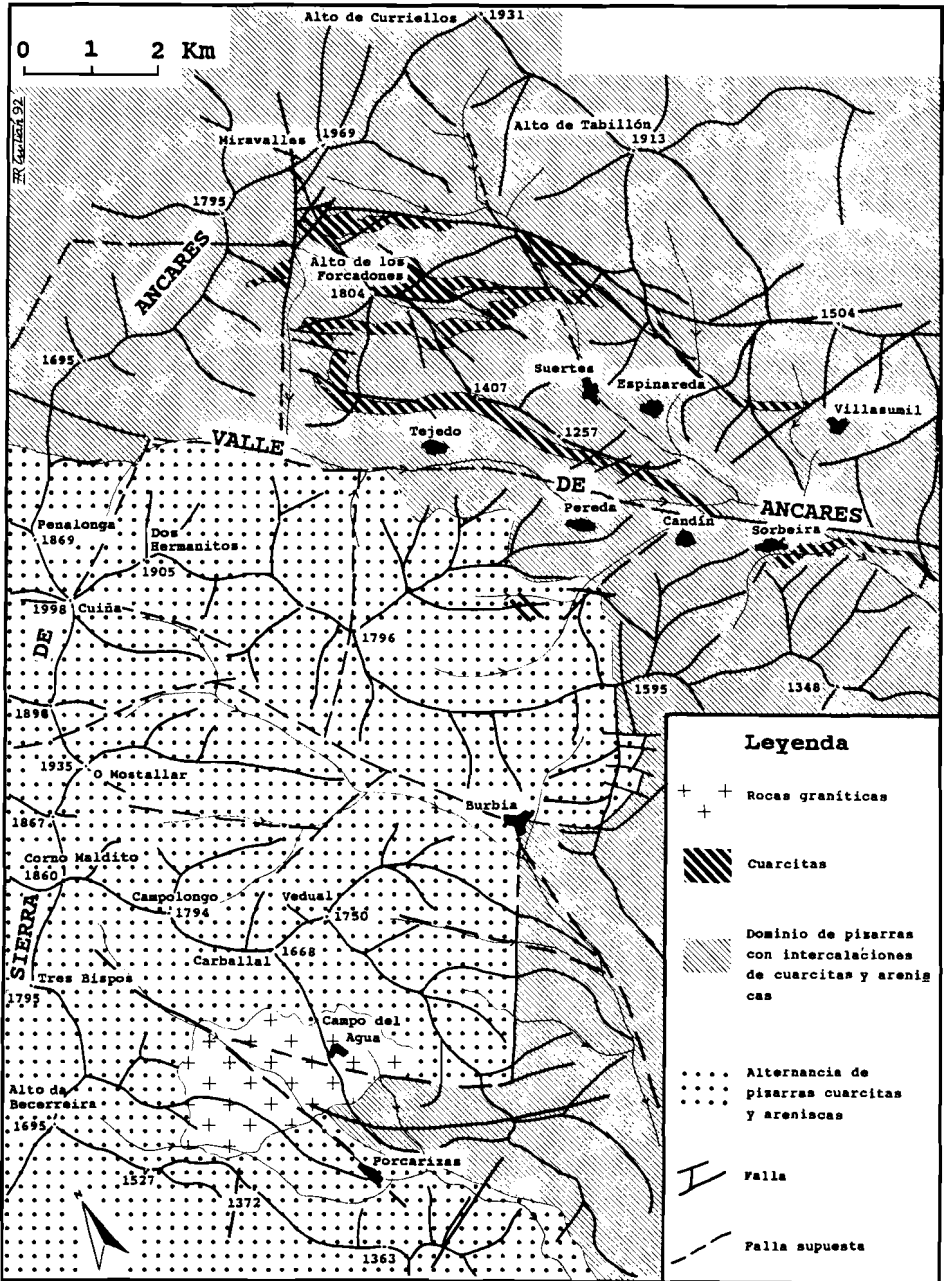 Alto de Curriellos
1931
0 1 2 Km
92
Miravalles
1969
Alto de Tabillón
1913
1795
ANCARES
Alto de los
Forcadones
1804
1504
1695
1407
Suertes
Espinareda
Villasumil
VALLE
Tejedo
1257
DE
Pereda
Candín
ANCARES
Sorbeira
Penalonga
1869
Dos
Hermanitos
1905
1998
Cuiña
DE
1796
1595
1348
1898
1935
O Mostallar
Burbia
1867
Corno Maldito
1860
Campolongo
1794
Vedual
1750
SIERRA
Carballal
1668
Tres Bispos
1795
Campo del
Agua
Alto da
Becerreira
1695
Porcarizas
1527
1372
1363
N
Leyenda
Rocas graníticas
Cuarcitas
Dominio de pizarras
con intercalaciones
de cuarcitas y arenis
cas
Alternancia de
pizarras cuarcitas
y areniscas
Falla
Falla supuesta